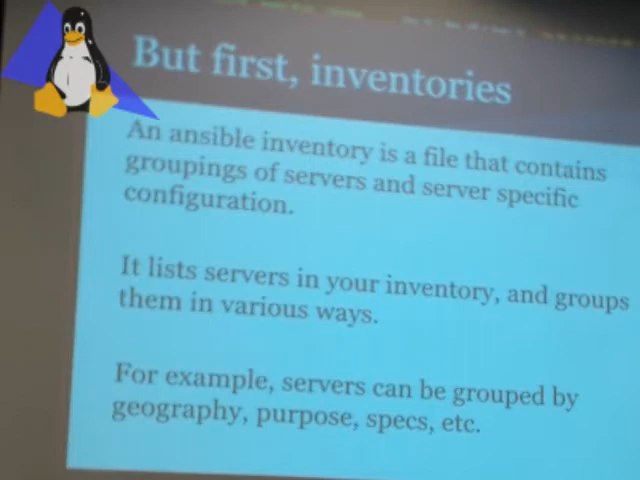 But first, inventories
An ansible inventory is a file that contains
groupings of servers and server specific
configuration.
It lists servers in your inventory, and groups
them in various ways.
For example, servers can be grouped by
geography, purpose, specs, etc.